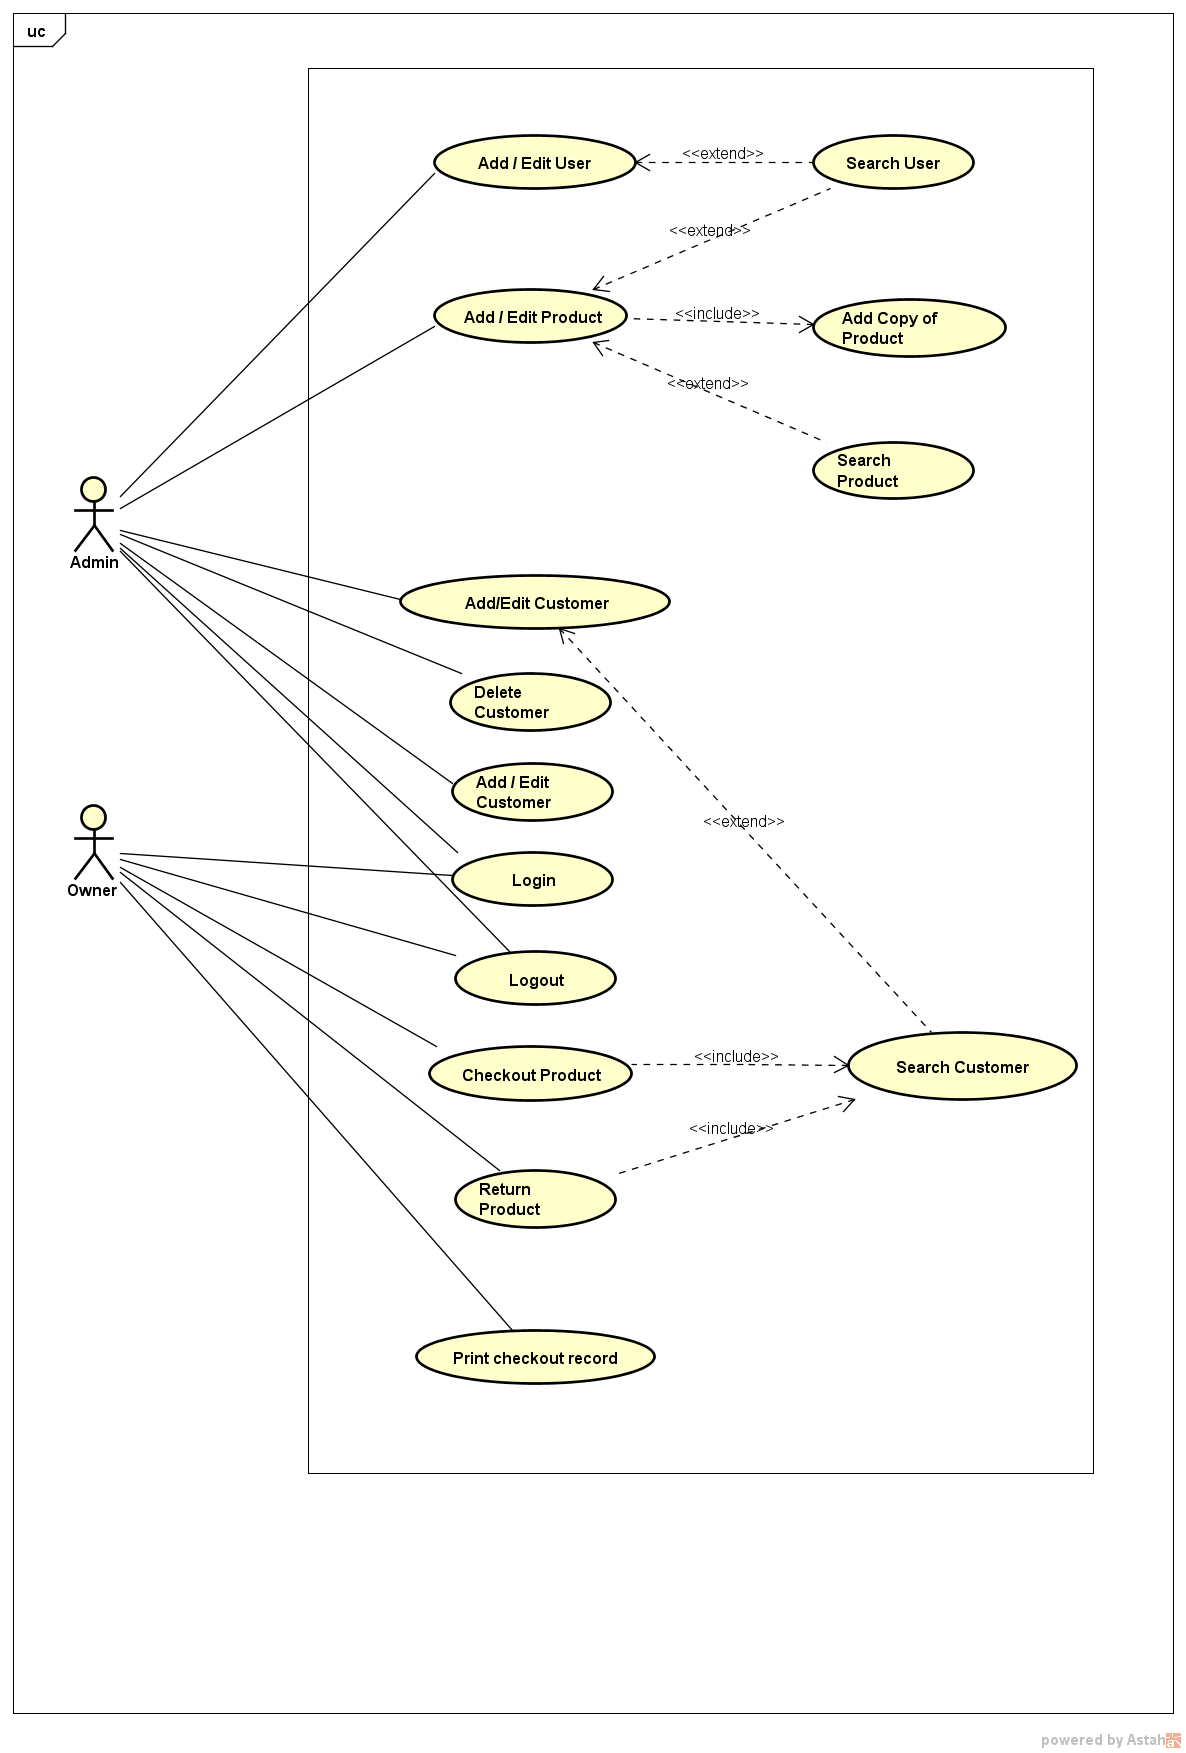 uc
Add / Edit User
<<extend>>
Search User
<<extend>>
Add / Edit Product
<<include>>
Add Copy of
Product
<<extend>>
Search
Product
Admin
Add/Edit Customer
Delete
Customer
Add / Edit
Customer
<<extend>>
Owner
Login
Logout
Checkout Product
<<include>>
Search Customer
<<include>>
Return
Product
Print checkout record
powered by Astah